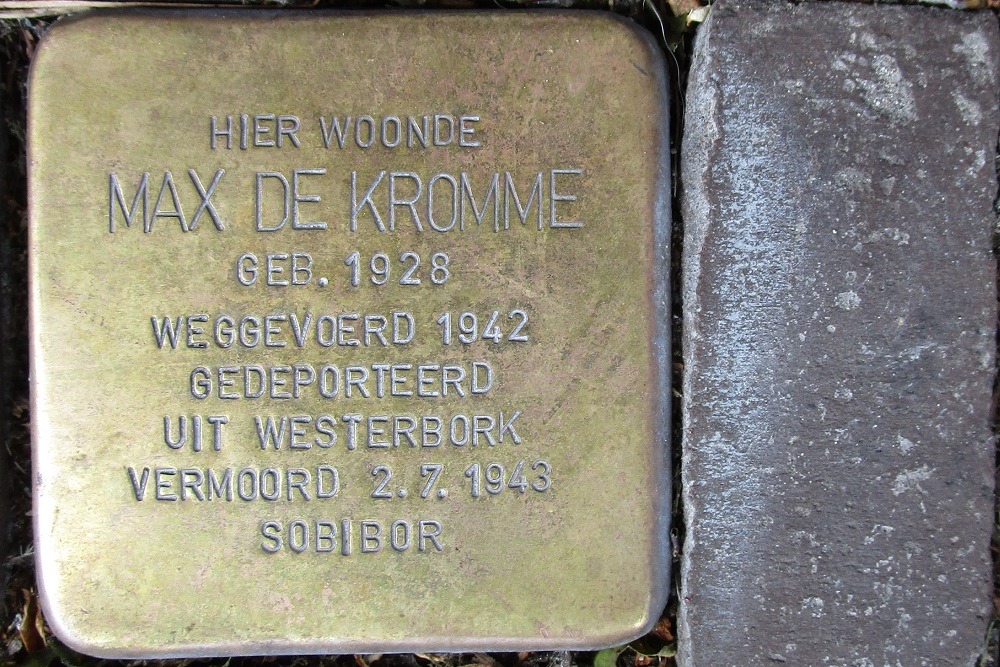 HIER WOONDE
MAX DE KROMME
GEB. 1928
WEGGEVOERD 1942
GEDEPORTEERD
UIT WESTERBORK
VERMOORD 2.7.1943
SOBIBOR